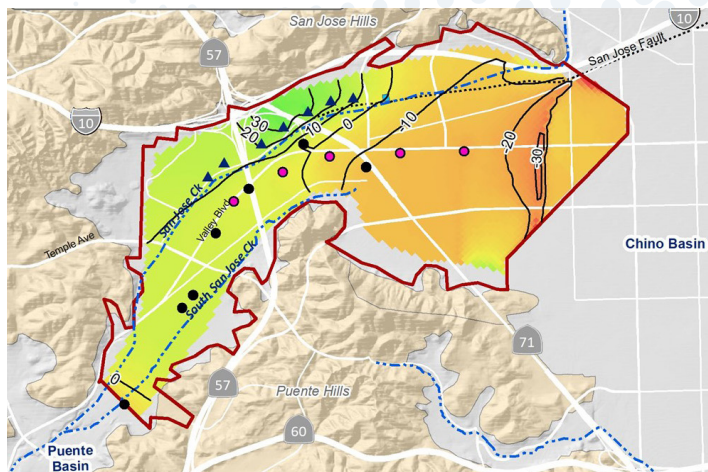 San Jose Hills
10
57
San Jose Fault
10
-30
-20
10
0
-10
-20
-30
San Jose Ck
Valley Blvd
Temple Ave
South San Jose Ck
Chino Basin
71
0
57
Puente Hills
60
Puente
Basin